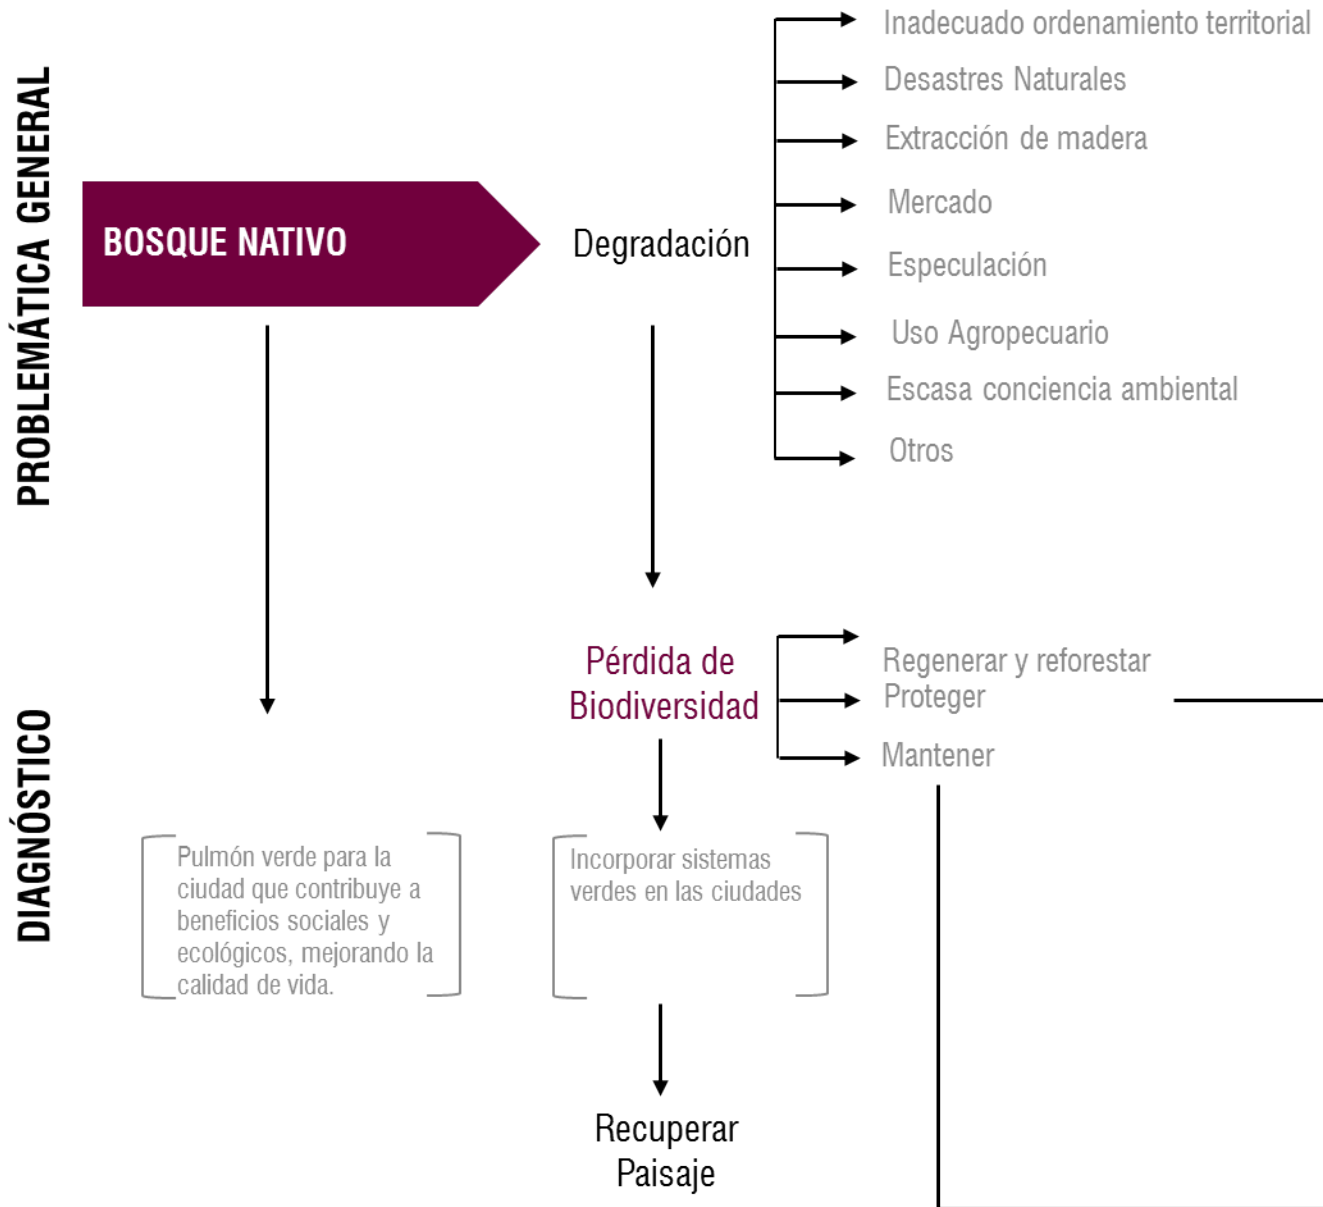 PROBLEMÁTICA GENERAL
BOSQUE NATIVO
Degradación
Inadecuado ordenamiento territorial
Desastres Naturales
Extracción de madera
Mercado
Especulación
Uso Agropecuario
Escasa conciencia ambiental
Otros
DIAGNÓSTICO
Pérdida de
Biodiversidad
Regenerar y reforestar
Proteger
Mantener
Pulmón verde para la
ciudad que contribuye a
beneficios sociales y
ecológicos, mejorando la
calidad de vida.
Incorporar sistemas
verdes en las ciudades
Recuperar
Paisaje